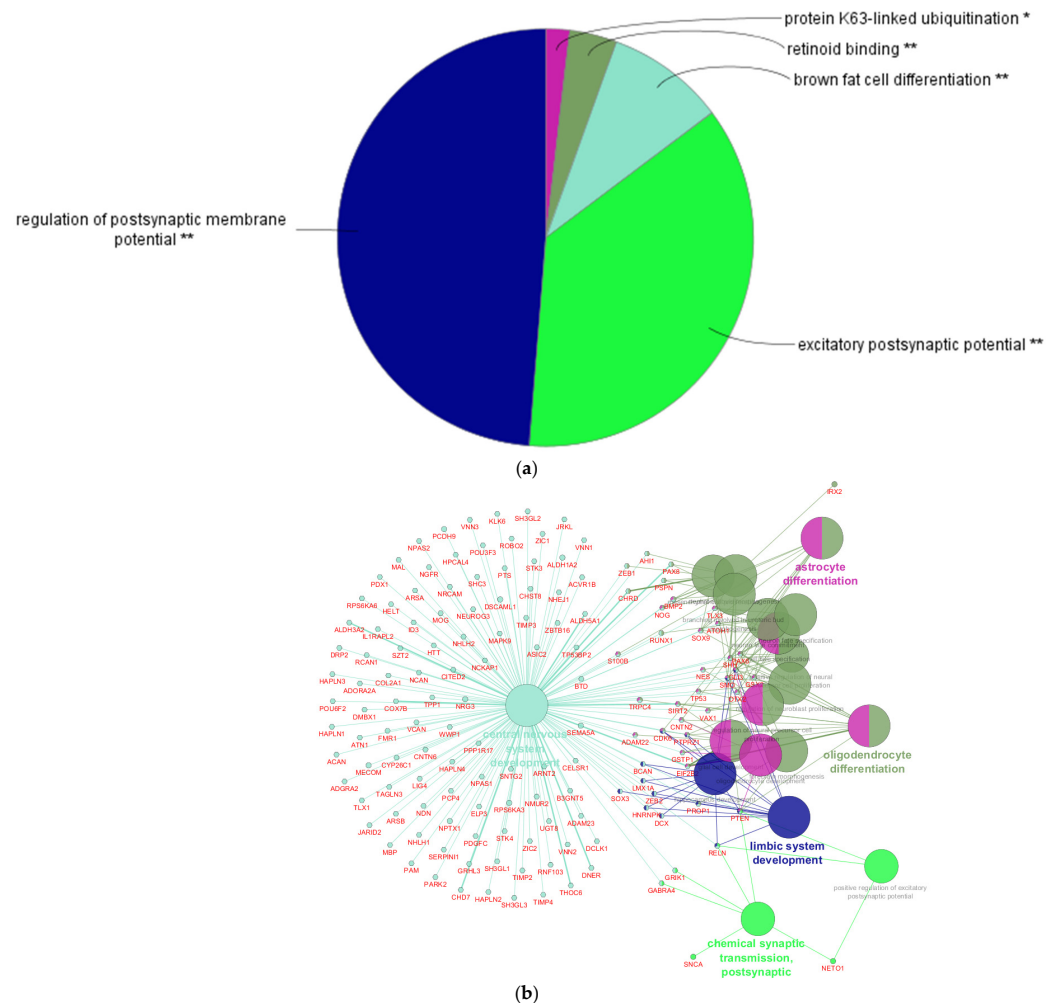 protein K63-linked ubiquitination *
retinoid binding **
brown fat cell differentiation **
regulation of postsynaptic membrane
potential **
excitatory postsynaptic potential **
(a)
IRX2
SH3GL2
KLK6
JRKL
VNN3
ZIC1
PCDH9
ROBO2
VNN1
NPAS2
POU3F3
HPCAL4
STK3
ALDH1A2
AHI1
MAL
PTS
ZEB1
PAX6
NGFR
SHC3
ACVR1B
astrocyte
differentiation
PDX1
NRCAM
CHST8
NHEJ1
PSPN
ARSA
DSCAML1
CHRD
BMP2
RPS6KA6
HELT
MOG
NEUROG3
TIMP3
ZBTB16
ALDH5A1
NOG
TLX3
ALDH3A2
ID3
MAPK9
RUNX1
ATOH1
IL1RAPL2
NHLH2
SOX9
DRP2
SZT2
HTT
ASIC2
TP53BP2
S100B
RCAN1
NCKAP1
HAPLN3
COL2A1
NCAN
CITED2
BTD
NES
ADORA2A
TPP1
NRG3
TRPC4
TP53
POU6F2
COX7B
SIRT2
DMBX1
VCAN
VAX1
HAPLN1
FMR1
WWP1
central nervous
system
development
SEMA5A
CNTN2
ATN1
CNTN6
PPP1R17
ADAM22
CDK6
PTPRZ1
oligodendrocyte
differentiation
ACAN
CYP26C1
HAPLN4
CELSR1
GSTP1
MECOM
SNTG2
ARNT2
BCAN
ADGRA2
LIG4
NPAS1
LMX1A
TAGLN3
PCP4
NMUR2
B3GNT5
SOX3
ZEB2
TLX1
NDN
ELP3
RPS6KA3
ADAM23
HNRNPK
PROP1
PTEN
ARSB
UGT8
DCX
JARID2
NPTX1
PDGFC
STK4
limbic system
development
NHLH1
ZIC2
VNN2
DCLK1
MBP
SERPINI1
RELN
PAM
GRHL3
SH3GL1
RNF103
DNER
PARK2
TIMP2
GRIK1
CHD7
HAPLN2
THOC6
GABRA4
SH3GL3
TIMP4
positive regulation of excitatory
postsynaptic potential
chemical synaptic
transmission,
postsynaptic
SNCA
NETO1
(b)